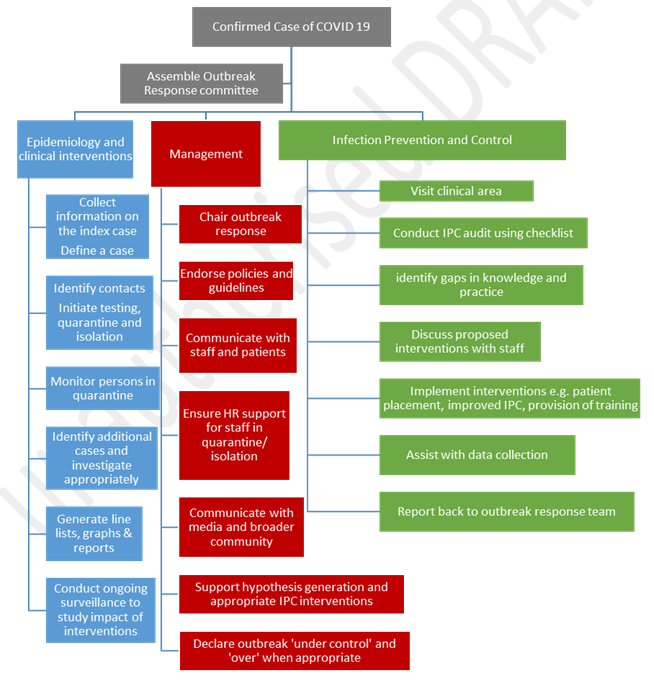 Confirmed Case of COVID 19
Assemble Outbreak
Response committee
Epidemiology and
clinical interventions
Collect
information on
the index case
Define a case
Identify contacts
Initiate testing,
quarantine and
isolation
Monitor persons in
quarantine
Identify additional
cases and
investigate
appropriately
Generate line
lists, graphs &
reports
Conduct ongoing
surveillance to
study impact of
interventions
Management
Chair outbreak
response
Endorse policies and
guidelines
Communicate with
staff and patients
Ensure HR support
for staff in
quarantine/
isolation
Communicate with
media and broader
community
Support hypothesis generation and
appropriate IPC interventions
Declare outbreak 'under control' and
'over' when appropriate
Infection Prevention and Control
Visit clinical area
Conduct IPC audit using checklist
identify gaps in knowledge and
practice
Discuss proposed
interventions with staff
Implement interventions e.g. patient
placement, improved IPC, provision of training
Assist with data collection
Report back to outbreak response team